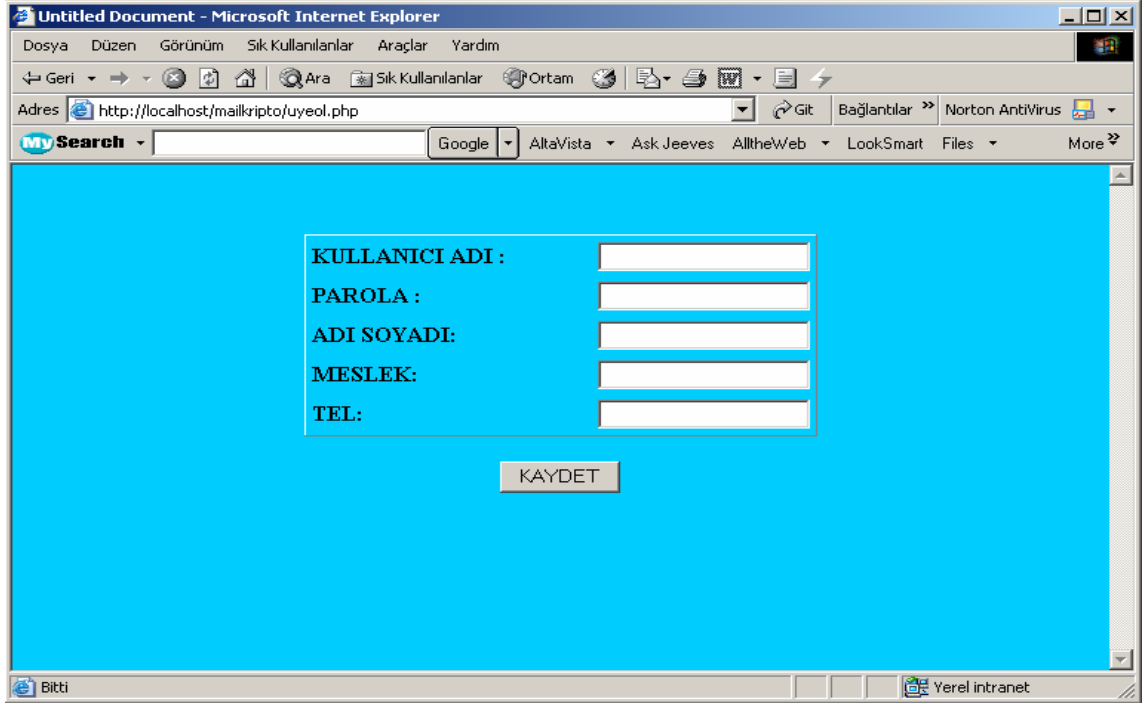 Untitled Document - Microsoft Internet Explorer
Dosya Düzen Görünüm Sık Kullanılanlar Araçlar Yardım
Geri Ara Sık Kullanılanlar Ortam
Adres http://localhost/mailkripto/uyeol.php Git Bağlantılar » Norton AntiVirus
My Search Google AltaVista Ask Jeeves AlltheWeb LookSmart Files More »
KULLANICI ADI :
PAROLA :
ADI SOYADI:
MESLEK:
TEL:
KAYDET
Bitti Yerel intranet